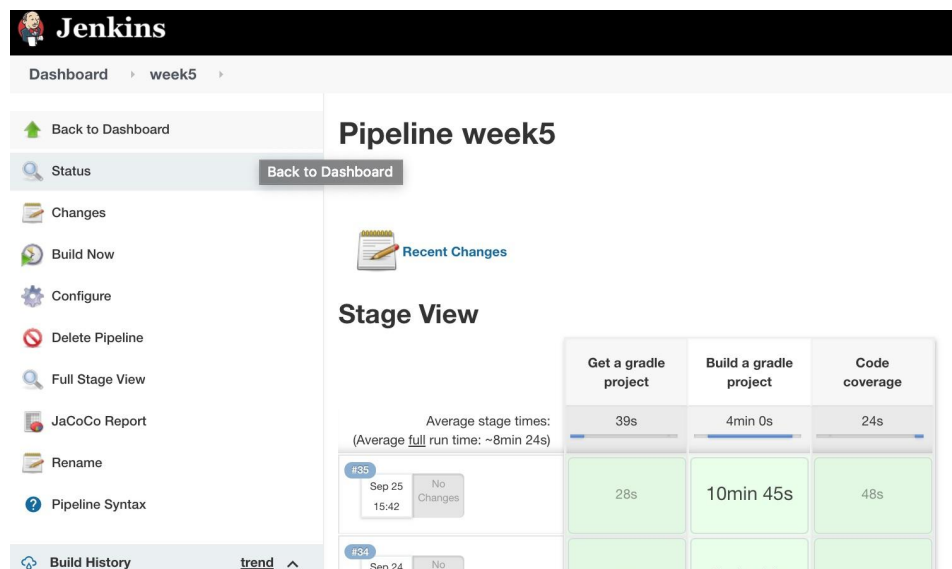 Jenkins
Dashboard
week5
Back to Dashboard
Status
Back to Dashboard
Changes
Build Now
Configure
Delete Pipeline
Full Stage View
JaCoCo Report
Rename
Pipeline Syntax
Build History
trend
Pipeline week5
Recent Changes
Stage View
Get a gradle
project
Build a gradle
project
Code
coverage
Average stage times:
(Average full run time: ~8min 24s)
39s
4min 0s
24s
#35
Sep 25
15:42
No
Changes
28s
10min 45s
48s
#34
Sep 24
No